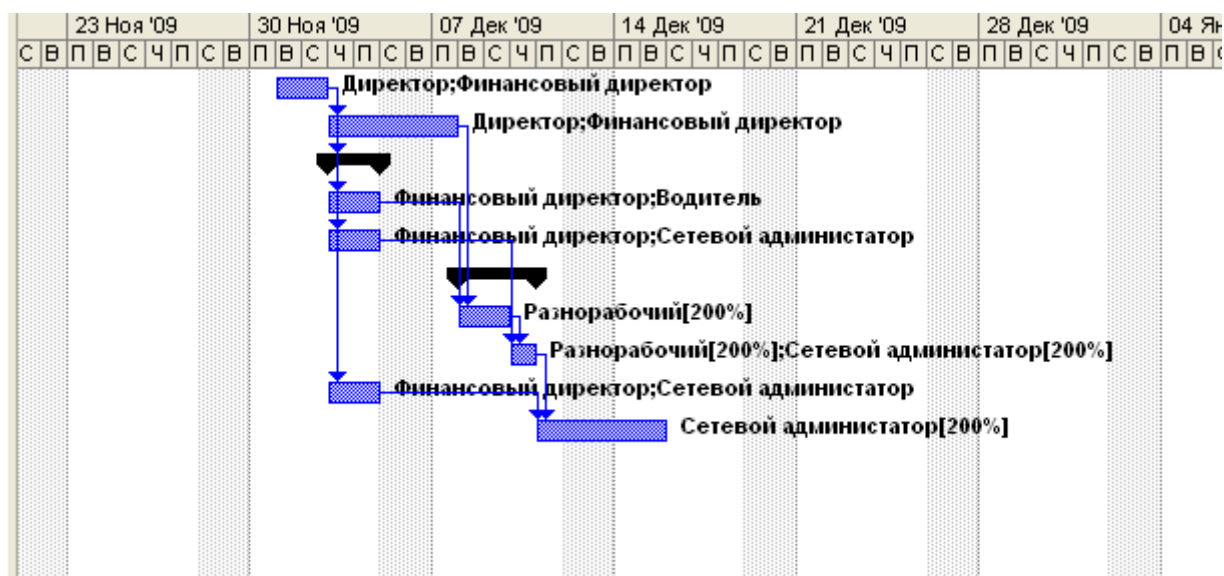 23 Ноя '09 30 Ноя '09 07 Дек '09 14 Дек '09 21 Дек '09 28 Дек '09 04 Ян
С В П В С Ч П С В П В С Ч П С В П В С Ч П С В П В С Ч П С В П В С Ч П С В П В С Ч П С В П В С
Директор;Финансовый директор
Директор;Финансовый директор
Финансовый директор;Водитель
Финансовый директор;Сетевой администатор
Разнорабочий[200%]
Разнорабочий[200%];Сетевой администатор[200%]
Финансовый директор;Сетевой администатор
Сетевой администатор[200%]